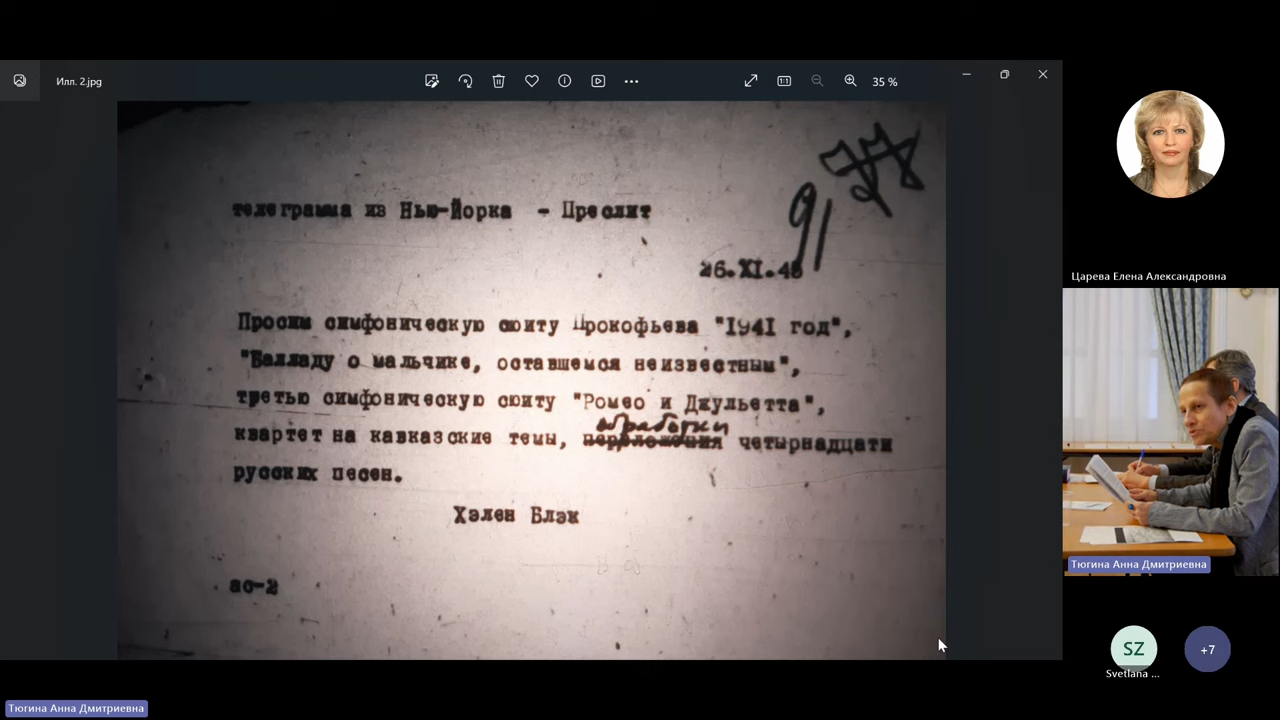 Илл. 2.jpg
35 %
91
телеграмма из Нью-Йорка - Преслит
26.XI.45
Просим симфоническую сюиту Прокофьева "1941 год",
"Балладу о мальчике, оставшемся неизвестным",
третью симфоническую сюиту "Ромео и Джульетта",
обработки
квартет на кавказские темы, переложения четырнадцати
русских песен.
Хэлен Блэк
ас-2
Царева Елена Александровна
Тюгина Анна Дмитриевна
SZ
Svetlana ...
+7
Тюгина Анна Дмитриевна